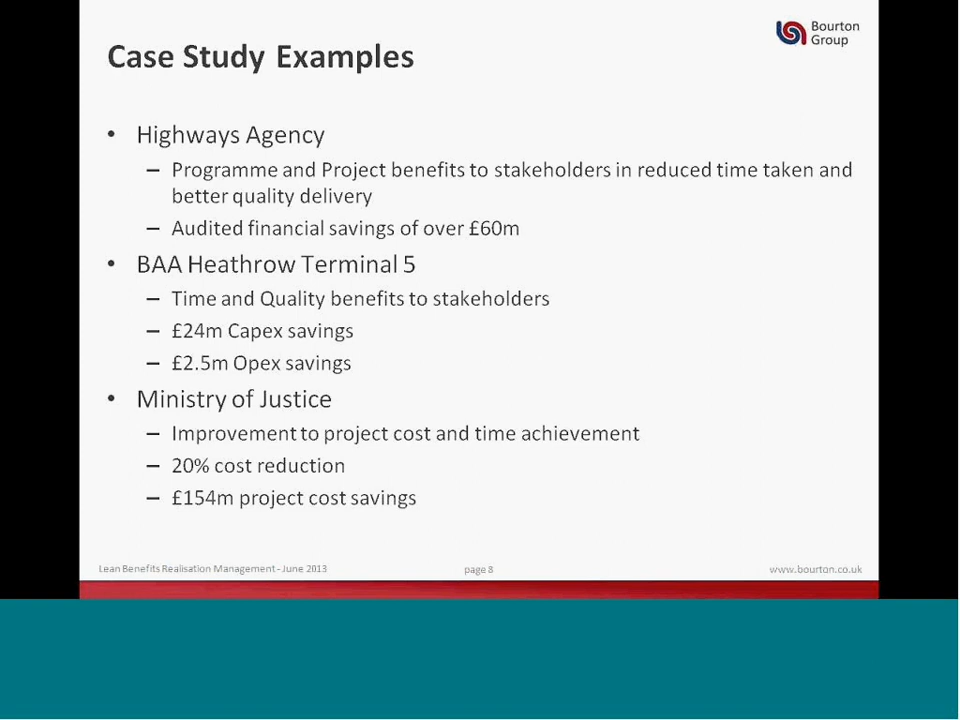 Bourton
Group
Case Study Examples
• Highways Agency
– Programme and Project benefits to stakeholders in reduced time taken and
better quality delivery
– Audited financial savings of over £60m
• BAA Heathrow Terminal 5
– Time and Quality benefits to stakeholders
– £24m Capex savings
– £2.5m Opex savings
• Ministry of Justice
– Improvement to project cost and time achievement
– 20% cost reduction
– £154m project cost savings
Lean Benefits Realisation Management - June 2013 page 8 www.bourton.co.uk